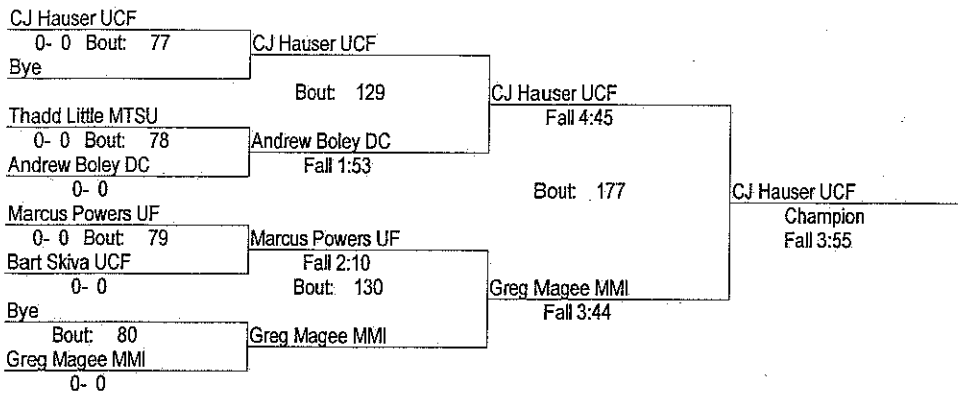 CJ Hauser UCF
0- 0 Bout: 77
Bye
CJ Hauser UCF
Bout: 129
Thadd Little MTSU
0- 0 Bout: 78
Andrew Boley DC
0- 0
Andrew Boley DC
Fall 1:53
CJ Hauser UCF
Fall 4:45
Bout: 177
Marcus Powers UF
0- 0 Bout: 79
Bart Skiva UCF
0- 0
Marcus Powers UF
Fall 2:10
Bout: 130
Bye
Bout: 80
Greg Magee MMI
0- 0
Greg Magee MMI
Greg Magee MMI
Fall 3:44
CJ Hauser UCF
Champion
Fall 3:55